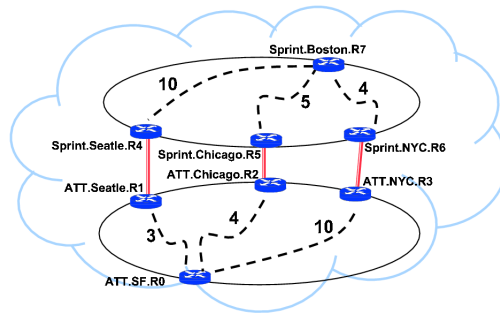 Sprint.Boston.R7
10
5
4
Sprint.Seatle.R4
Sprint.Chicago.R5
Sprint.NYC.R6
ATT.Seatle.R1
ATT.Chicago.R2
ATT.NYC.R3
3
4
10
ATT.SF.R0